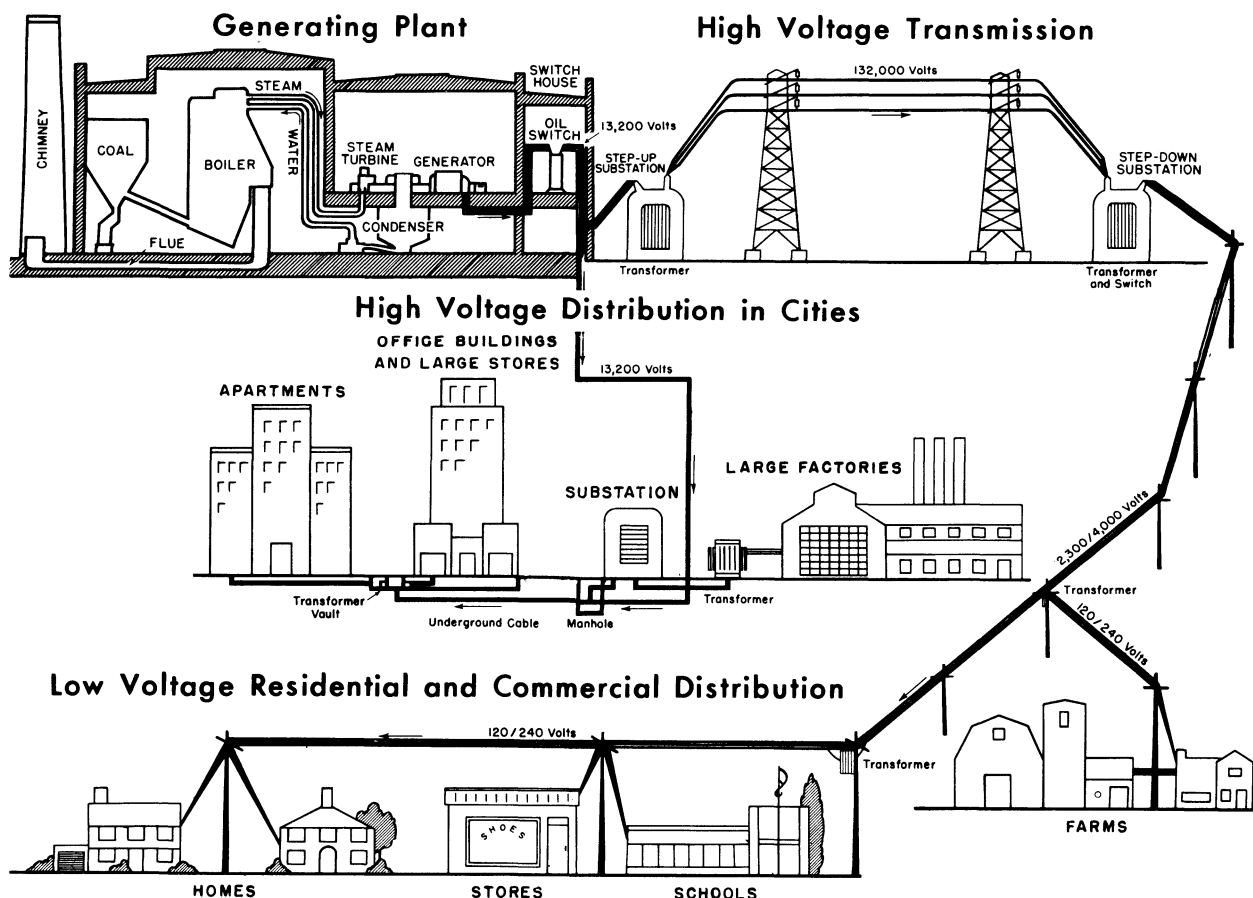 Generating Plant
High Voltage Transmission
CHIMNEY
COAL
BOILER
STEAM
WATER
STEAM
TURBINE
GENERATOR
CONDENSER
FLUE
SWITCH
HOUSE
OIL
SWITCH
13,200 Volts
STEP-UP
SUBSTATION
Transformer
132,000 Volts
STEP-DOWN
SUBSTATION
Transformer
and Switch
High Voltage Distribution in Cities
APARTMENTS
OFFICE BUILDINGS
AND LARGE STORES
13,200 Volts
SUBSTATION
LARGE FACTORIES
Transformer
Vault
Underground Cable
Manhole
Transformer
2,300/4,000 Volts
Transformer
120/240 Volts
Low Voltage Residential and Commercial Distribution
120/240 Volts
Transformer
SHOES
HOMES
STORES
SCHOOLS
FARMS